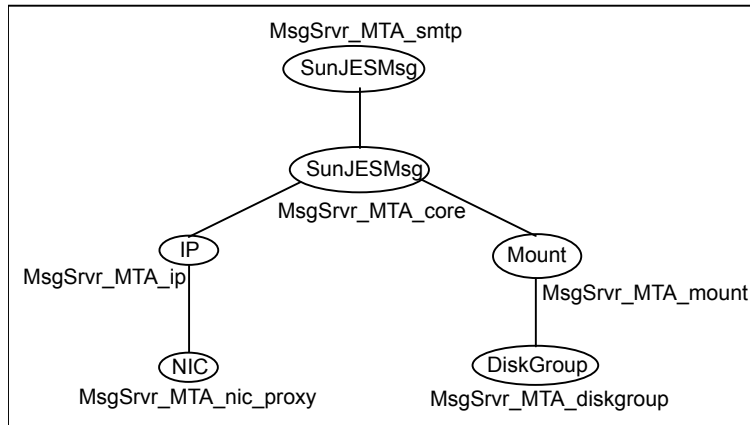 MsgSrvr_MTA_smtp
SunJESMsg
SunJESMsg
MsgSrvr_MTA_core
IP
Mount
MsgSrvr_MTA_ip
MsgSrvr_MTA_mount
NIC
DiskGroup
MsgSrvr_MTA_nic_proxy
MsgSrvr_MTA_diskgroup